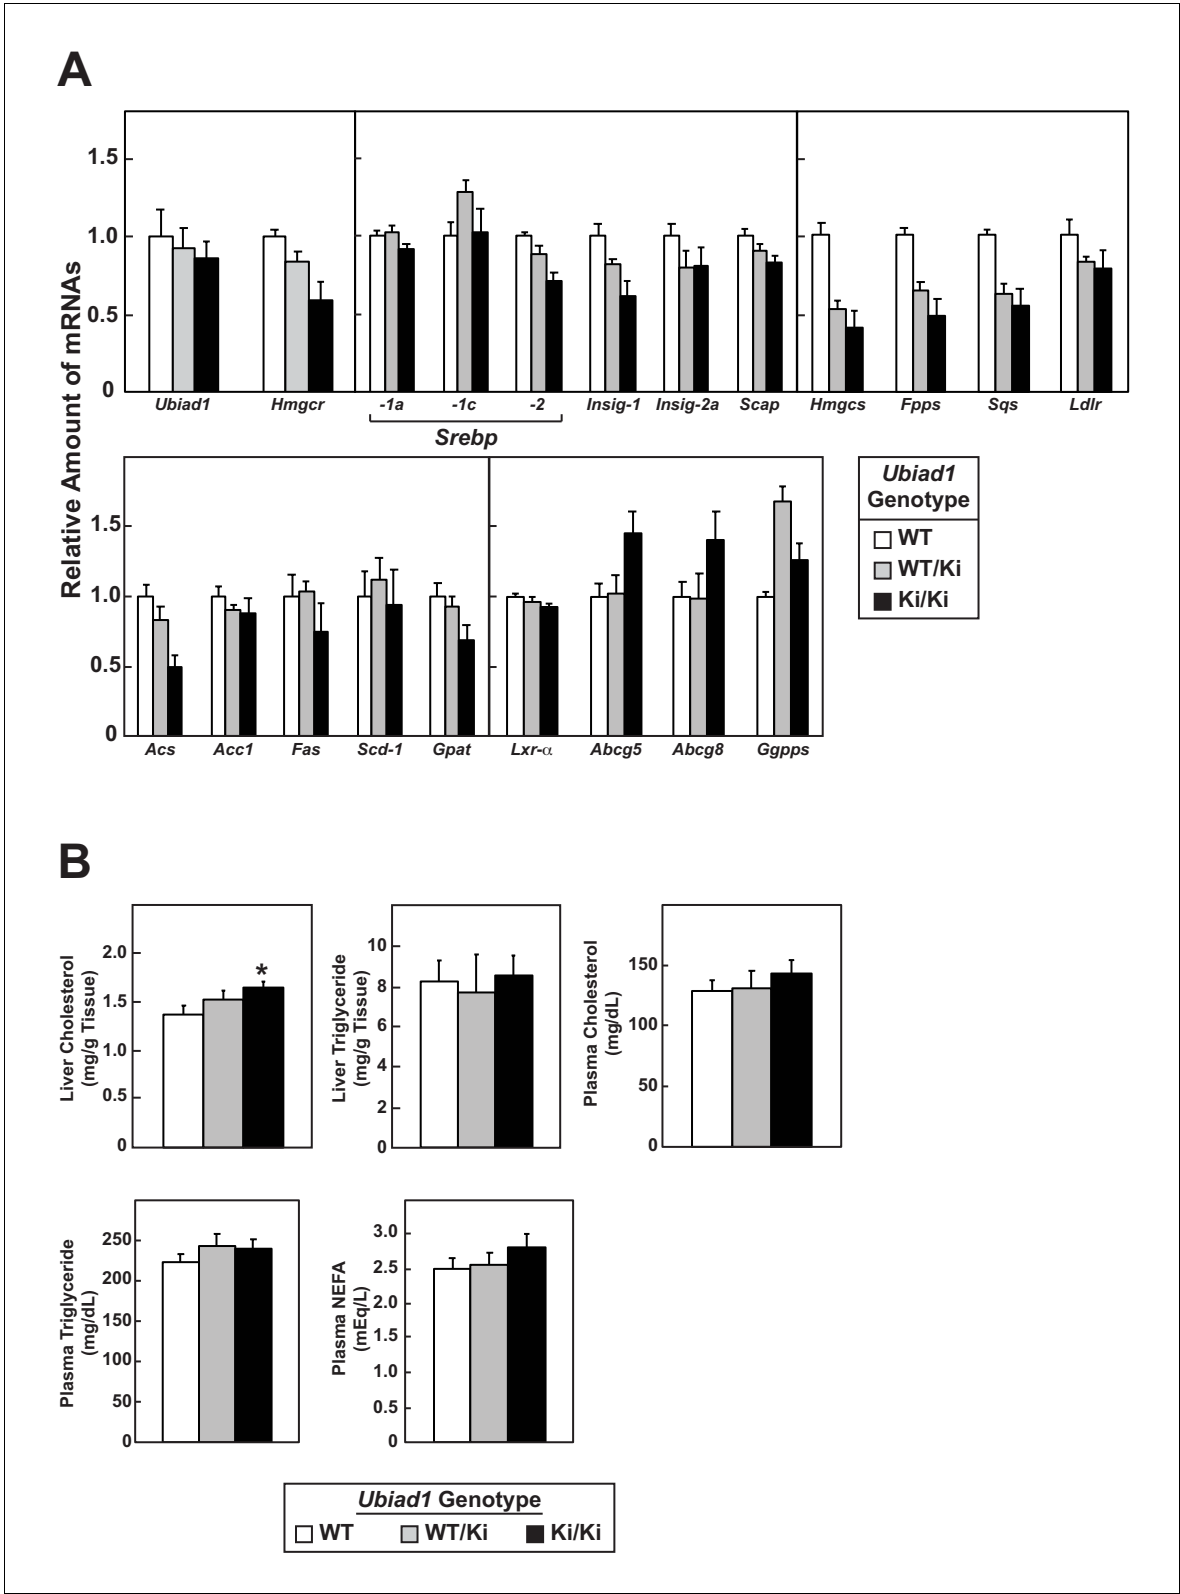 A
Relative Amount of mRNAs
1.5
1.0
0.5
0
Ubiad1 Hmgcr -1a -1c -2 Insig-1 Insig-2a Scap Hmgcs Fpps Sqs Ldlr
Srebp
1.5
1.0
0.5
0
Acs Acc1 Fas Scd-1 Gpat Lxr-α Abcg5 Abcg8 Ggpps
Ubiad1
Genotype
WT
WT/Ki
Ki/Ki
B
Liver Cholesterol
(mg/g Tissue)
2.0
1.5
1.0
0.5
0
*
Liver Triglyceride
(mg/g Tissue)
10
8
6
4
2
0
Plasma Cholesterol
(mg/dL)
150
100
50
0
Plasma Triglyceride
(mg/dL)
250
200
150
100
50
0
Plasma NEFA
(mEq/L)
3.0
2.5
2.0
1.5
1.0
0.5
0
Ubiad1 Genotype
WT WT/Ki Ki/Ki